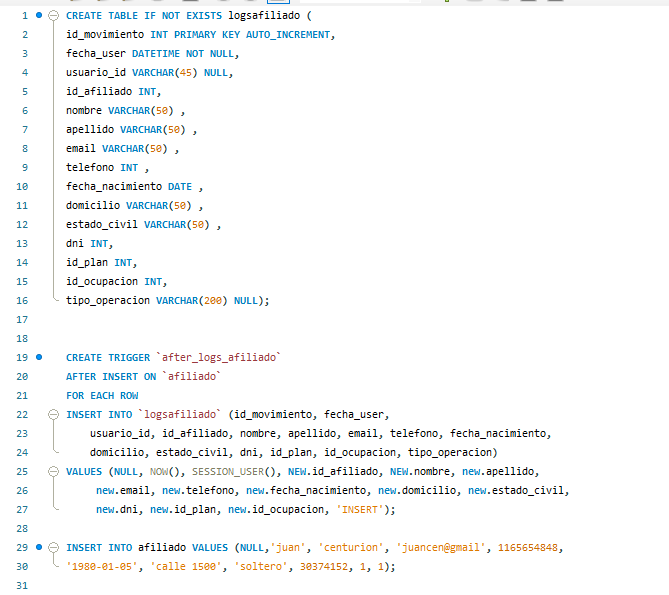 1 CREATE TABLE IF NOT EXISTS logsafiliado (
2 id_movimiento INT PRIMARY KEY AUTO_INCREMENT,
3 fecha_user DATETIME NOT NULL,
4 usuario_id VARCHAR(45) NULL,
5 id_afiliado INT,
6 nombre VARCHAR(50) ,
7 apellido VARCHAR(50) ,
8 email VARCHAR(50) ,
9 telefono INT ,
10 fecha_nacimiento DATE ,
11 domicilio VARCHAR(50) ,
12 estado_civil VARCHAR(50) ,
13 dni INT,
14 id_plan INT,
15 id_ocupacion INT,
16 tipo_operacion VARCHAR(200) NULL);
17
18
19 CREATE TRIGGER `after_logs_afiliado`
20 AFTER INSERT ON `afiliado`
21 FOR EACH ROW
22 INSERT INTO `logsafiliado` (id_movimiento, fecha_user,
23 usuario_id, id_afiliado, nombre, apellido, email, telefono, fecha_nacimiento,
24 domicilio, estado_civil, dni, id_plan, id_ocupacion, tipo_operacion)
25 VALUES (NULL, NOW(), SESSION_USER(), NEW.id_afiliado, NEW.nombre, new.apellido,
26 new.email, new.telefono, new.fecha_nacimiento, new.domicilio, new.estado_civil,
27 new.dni, new.id_plan, new.id_ocupacion, 'INSERT');
28
29 INSERT INTO afiliado VALUES (NULL,'juan', 'centurion', 'juancen@gmail', 1165654848,
30 '1980-01-05', 'calle 1500', 'soltero', 30374152, 1, 1);
31